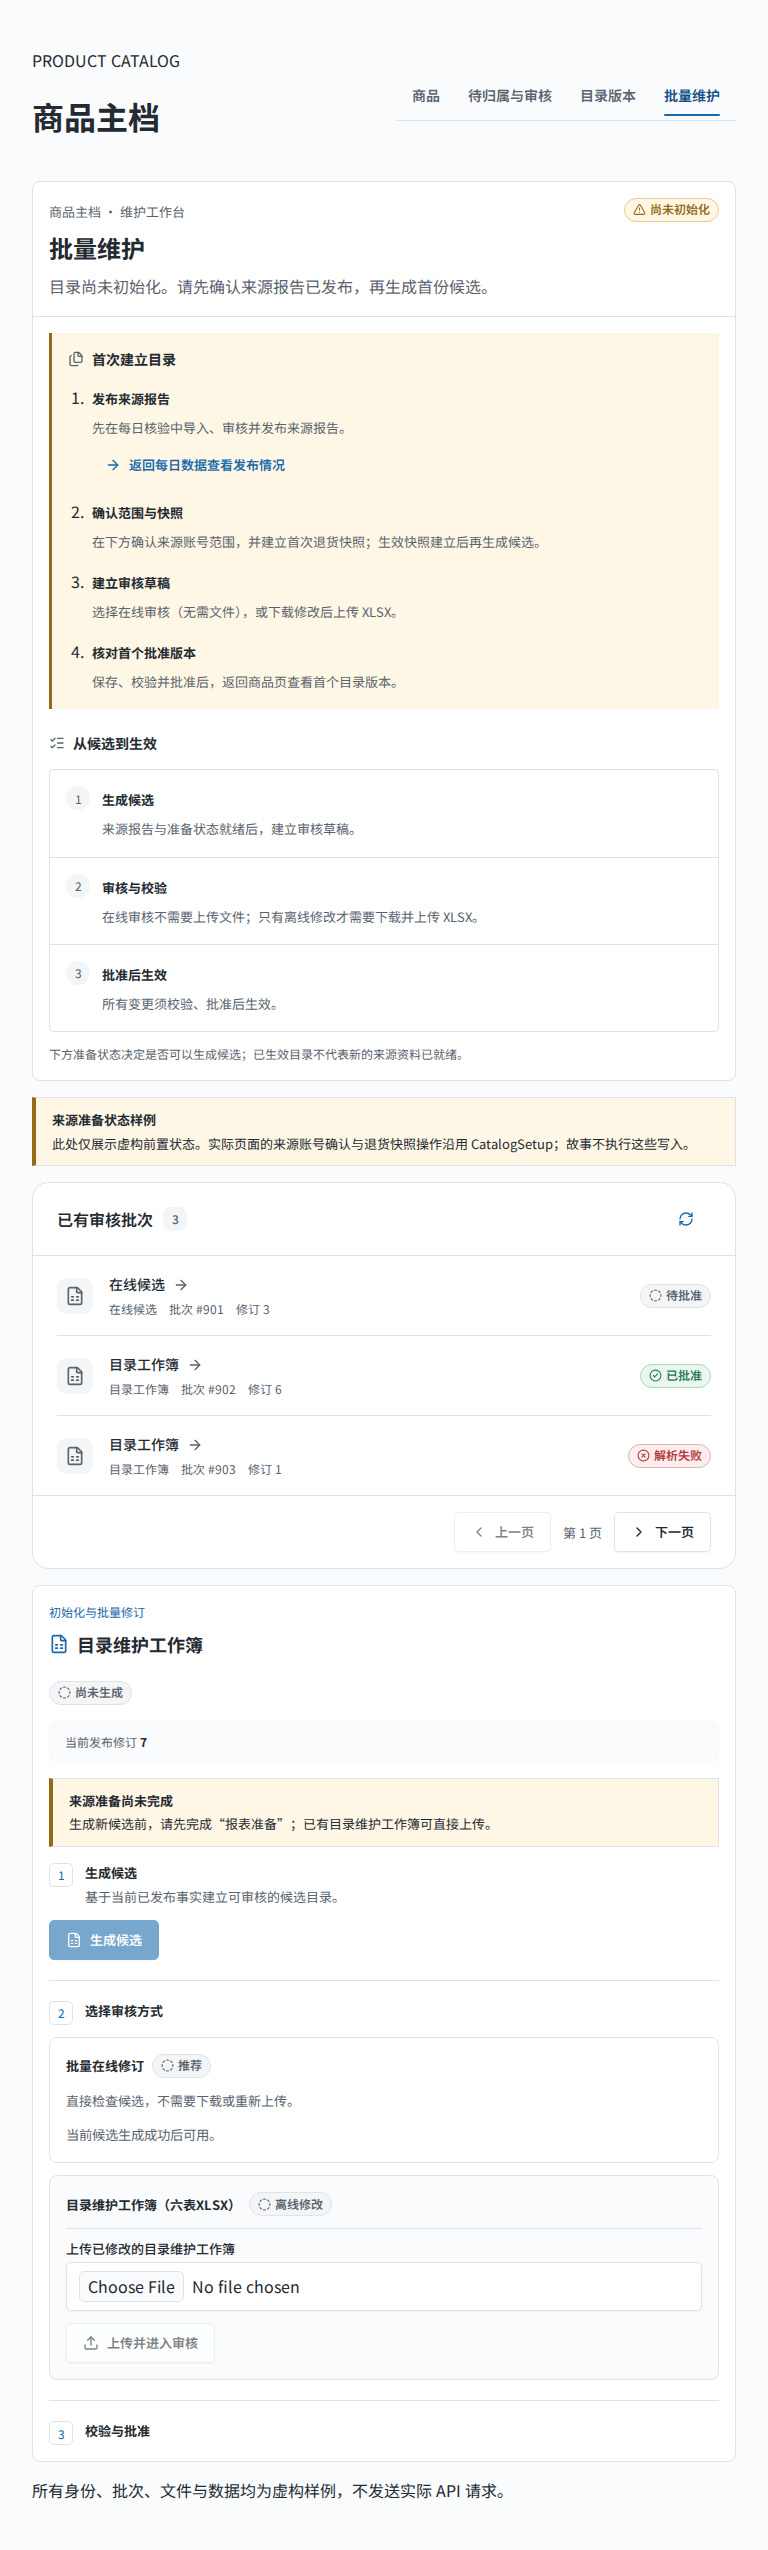 PRODUCT CATALOG
商品主档
商品 待归属与审核 目录版本 批量维护
商品主档 · 维护工作台
尚未初始化
批量维护
目录尚未初始化。请先确认来源报告已发布，再生成首份候选。
首次建立目录
1. 发布来源报告
先在每日核验中导入、审核并发布来源报告。
返回每日数据查看发布情况
2. 确认范围与快照
在下方确认来源账号范围，并建立首次退货快照；生效快照建立后再生成候选。
3. 建立审核草稿
选择在线审核（无需文件），或下载修改后上传 XLSX。
4. 核对首个批准版本
保存、校验并批准后，返回商品页查看首个目录版本。
从候选到生效
1 生成候选
来源报告与准备状态就绪后，建立审核草稿。
2 审核与校验
在线审核不需要上传文件；只有离线修改才需要下载并上传 XLSX。
3 批准后生效
所有变更须校验、批准后生效。
下方准备状态决定是否可以生成候选；已生效目录不代表新的来源资料已就绪。
来源准备状态样例
此处仅展示虚构前置状态。实际页面的来源账号确认与退货快照操作沿用 CatalogSetup；故事不执行这些写入。
已有审核批次 3
在线候选
在线候选 批次 #901 修订 3
待批准
目录工作簿
目录工作簿 批次 #902 修订 6
已批准
目录工作簿
目录工作簿 批次 #903 修订 1
解析失败
上一页 第 1 页 下一页
初始化与批量修订
目录维护工作簿
尚未生成
当前发布修订 7
来源准备尚未完成
生成新候选前，请先完成“报表准备”；已有目录维护工作簿可直接上传。
1 生成候选
基于当前已发布事实建立可审核的候选目录。
生成候选
2 选择审核方式
批量在线修订 推荐
直接检查候选，不需要下载或重新上传。
当前候选生成成功后可用。
目录维护工作簿（六表XLSX） 离线修改
上传已修改的目录维护工作簿
Choose File No file chosen
上传并进入审核
3 校验与批准
所有身份、批次、文件与数据均为虚构样例，不发送实际 API 请求。